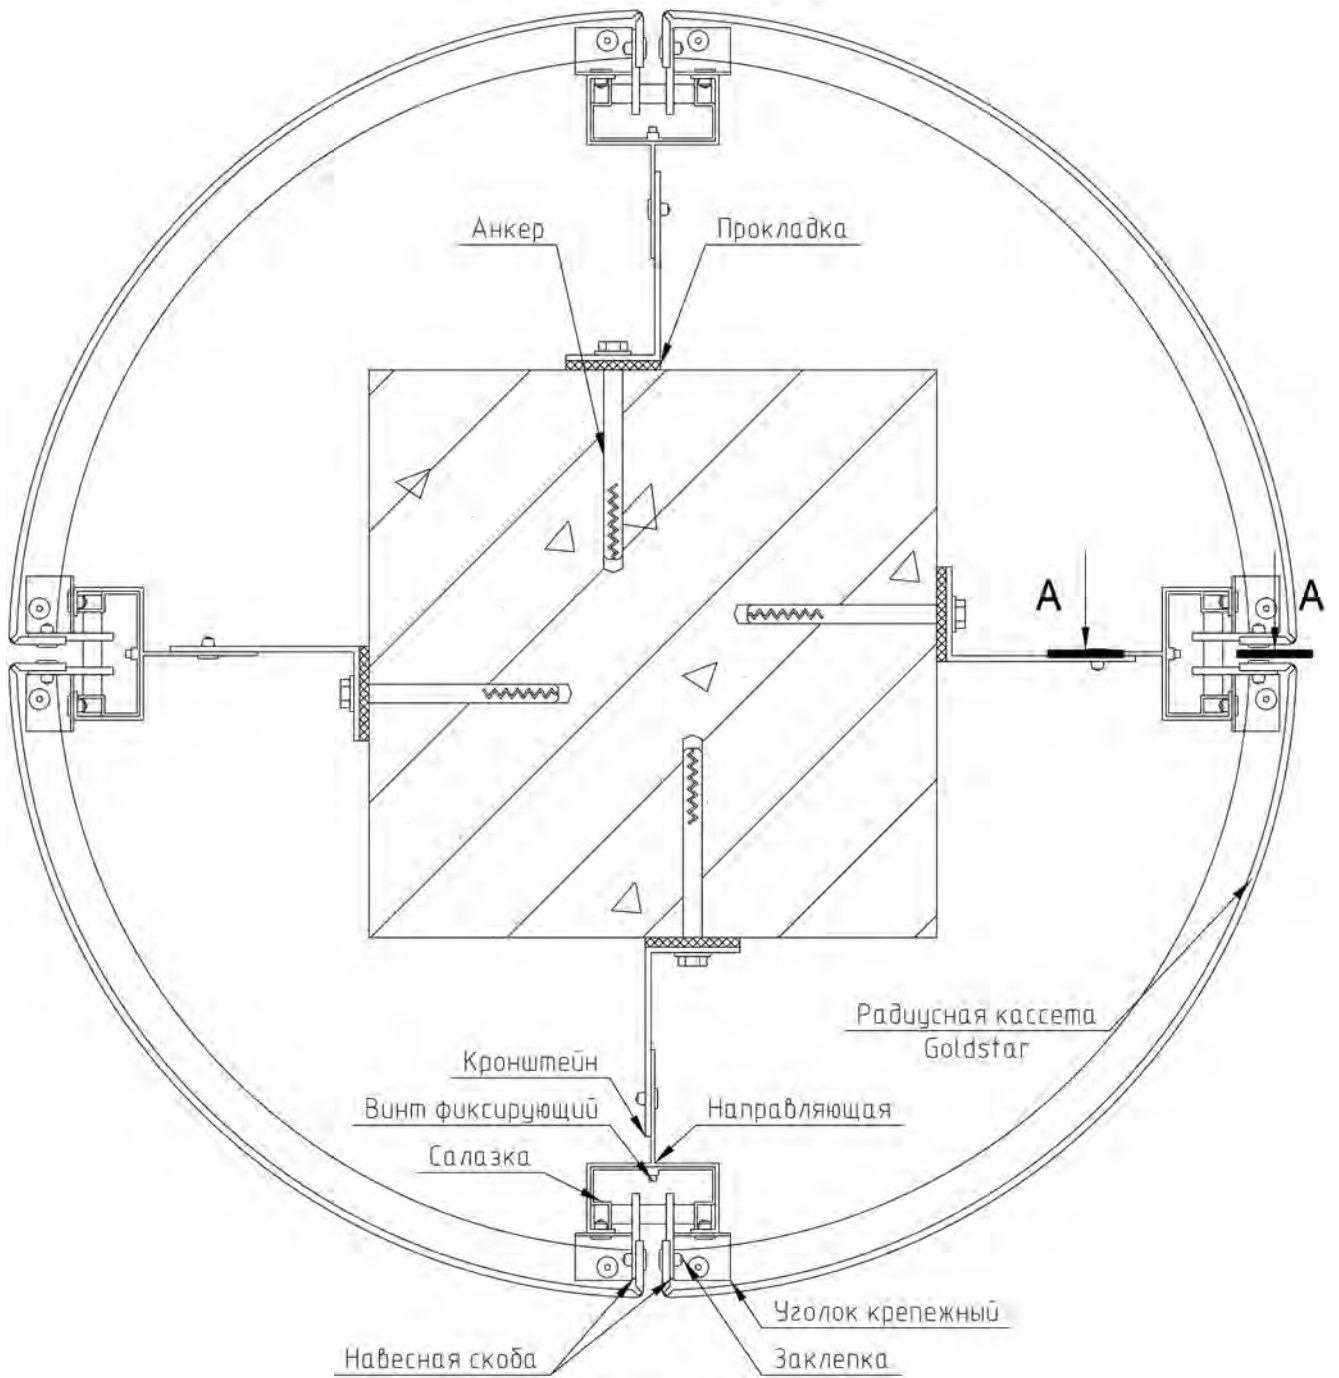 Анкер
Прокладка
А
А
Радиусная кассета
Goldstar
Кронштейн
Винт фиксирующий
Направляющая
Салазка
Уголок крепежный
Навесная скоба
Заклепка